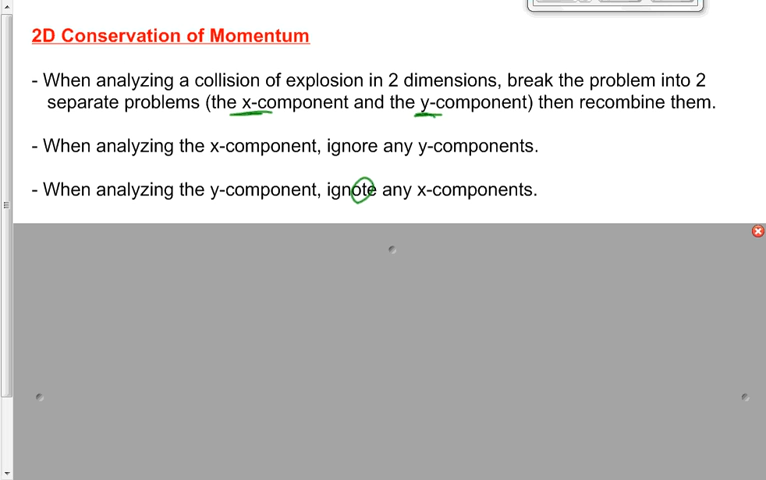 2D Conservation of Momentum
- When analyzing a collision of explosion in 2 dimensions, break the problem into 2
separate problems (the x-component and the y-component) then recombine them.
- When analyzing the x-component, ignore any y-components.
- When analyzing the y-component, ignote any x-components.